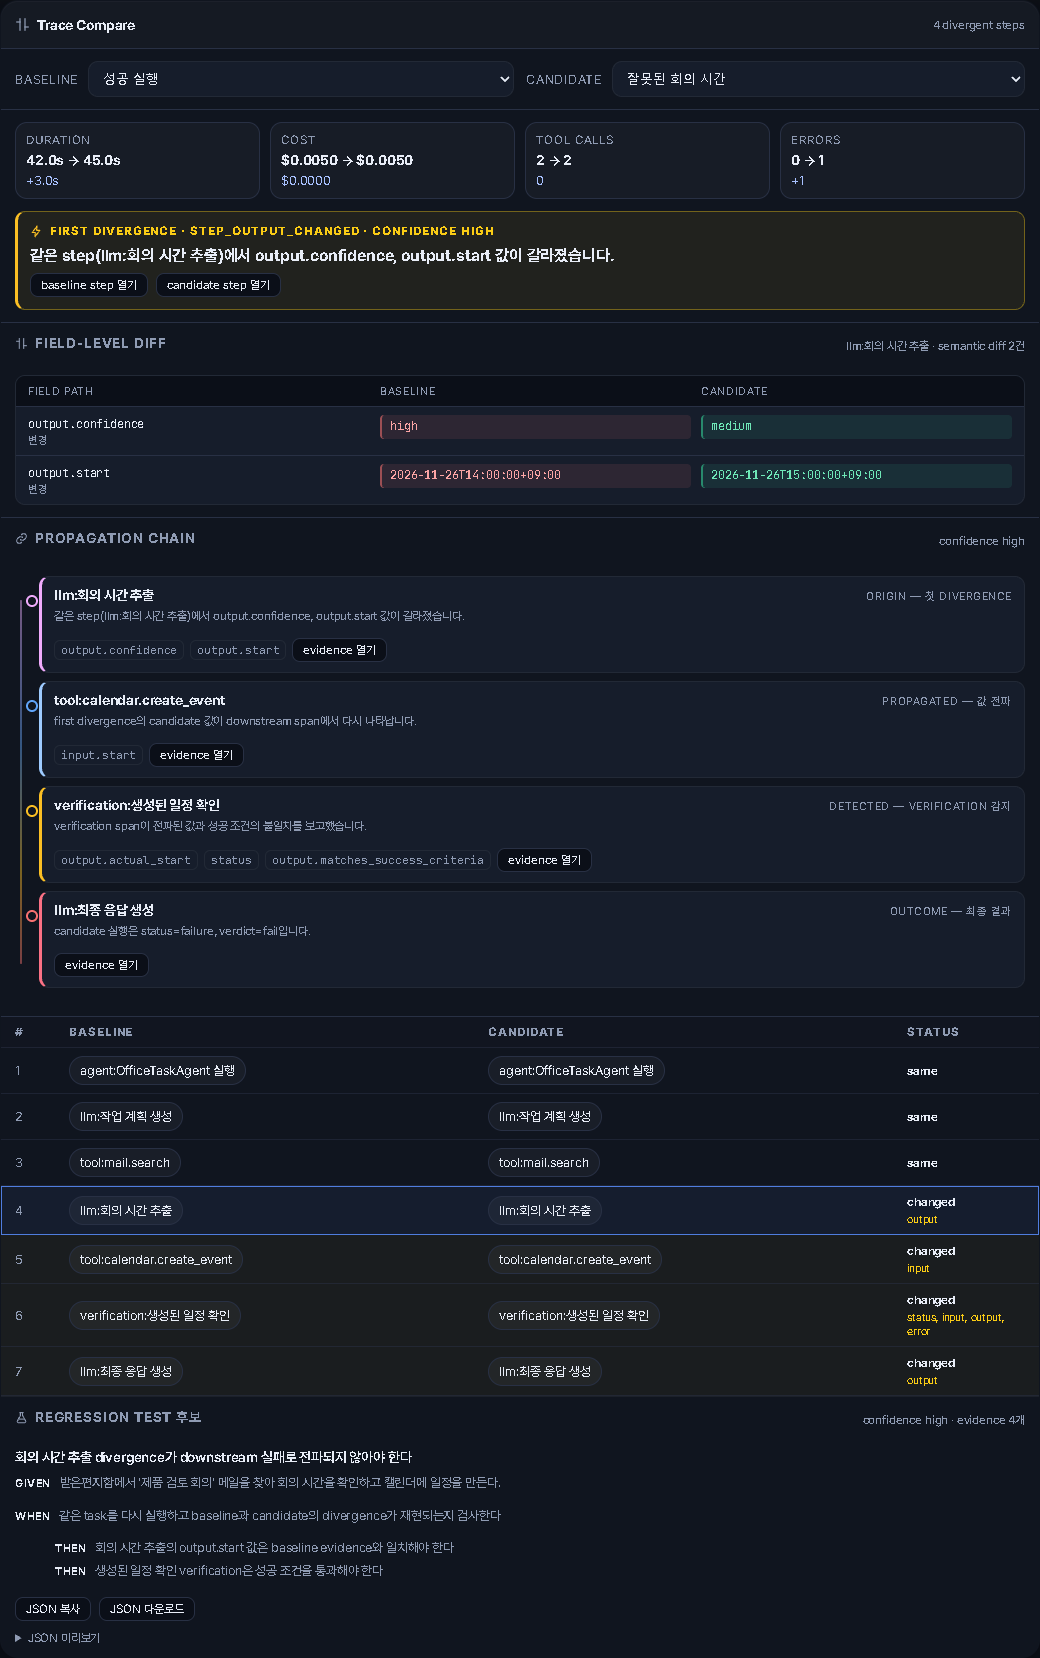 Trace Compare
4 divergent steps
BASELINE 성공 실행 CANDIDATE 잘못된 회의 시간
DURATION
42.0s → 45.0s
+3.0s
COST
$0.0050 → $0.0050
$0.0000
TOOL CALLS
2 → 2
0
ERRORS
0 → 1
+1
FIRST DIVERGENCE · STEP_OUTPUT_CHANGED · CONFIDENCE HIGH
같은 step(llm:회의 시간 추출)에서 output.confidence, output.start 값이 갈라졌습니다.
baseline step 열기 candidate step 열기
FIELD-LEVEL DIFF
llm:회의 시간 추출 · semantic diff 2건
FIELD PATH BASELINE CANDIDATE
output.confidence high medium
변경
output.start 2026-11-26T14:00:00+09:00 2026-11-26T15:00:00+09:00
변경
PROPAGATION CHAIN
confidence high
llm:회의 시간 추출
ORIGIN — 첫 DIVERGENCE
같은 step(llm:회의 시간 추출)에서 output.confidence, output.start 값이 갈라졌습니다.
output.confidence output.start evidence 열기
tool:calendar.create_event
PROPAGATED — 값 전파
first divergence의 candidate 값이 downstream span에서 다시 나타납니다.
input.start evidence 열기
verification:생성된 일정 확인
DETECTED — VERIFICATION 감지
verification span이 전파된 값과 성공 조건의 불일치를 보고했습니다.
output.actual_start status output.matches_success_criteria evidence 열기
llm:최종 응답 생성
OUTCOME — 최종 결과
candidate 실행은 status=failure, verdict=fail입니다.
evidence 열기
# BASELINE CANDIDATE STATUS
1 agent:OfficeTaskAgent 실행 agent:OfficeTaskAgent 실행 same
2 llm:작업 계획 생성 llm:작업 계획 생성 same
3 tool:mail.search tool:mail.search same
4 llm:회의 시간 추출 llm:회의 시간 추출 changed
output
5 tool:calendar.create_event tool:calendar.create_event changed
input
6 verification:생성된 일정 확인 verification:생성된 일정 확인 changed
status, input, output,
error
7 llm:최종 응답 생성 llm:최종 응답 생성 changed
output
REGRESSION TEST 후보
confidence high · evidence 4개
회의 시간 추출 divergence가 downstream 실패로 전파되지 않아야 한다
GIVEN 받은편지함에서 '제품 검토 회의' 메일을 찾아 회의 시간을 확인하고 캘린더에 일정을 만든다.
WHEN 같은 task를 다시 실행하고 baseline과 candidate의 divergence가 재현되는지 검사한다
THEN 회의 시간 추출의 output.start 값은 baseline evidence와 일치해야 한다
THEN 생성된 일정 확인 verification은 성공 조건을 통과해야 한다
JSON 복사 JSON 다운로드
JSON 미리보기